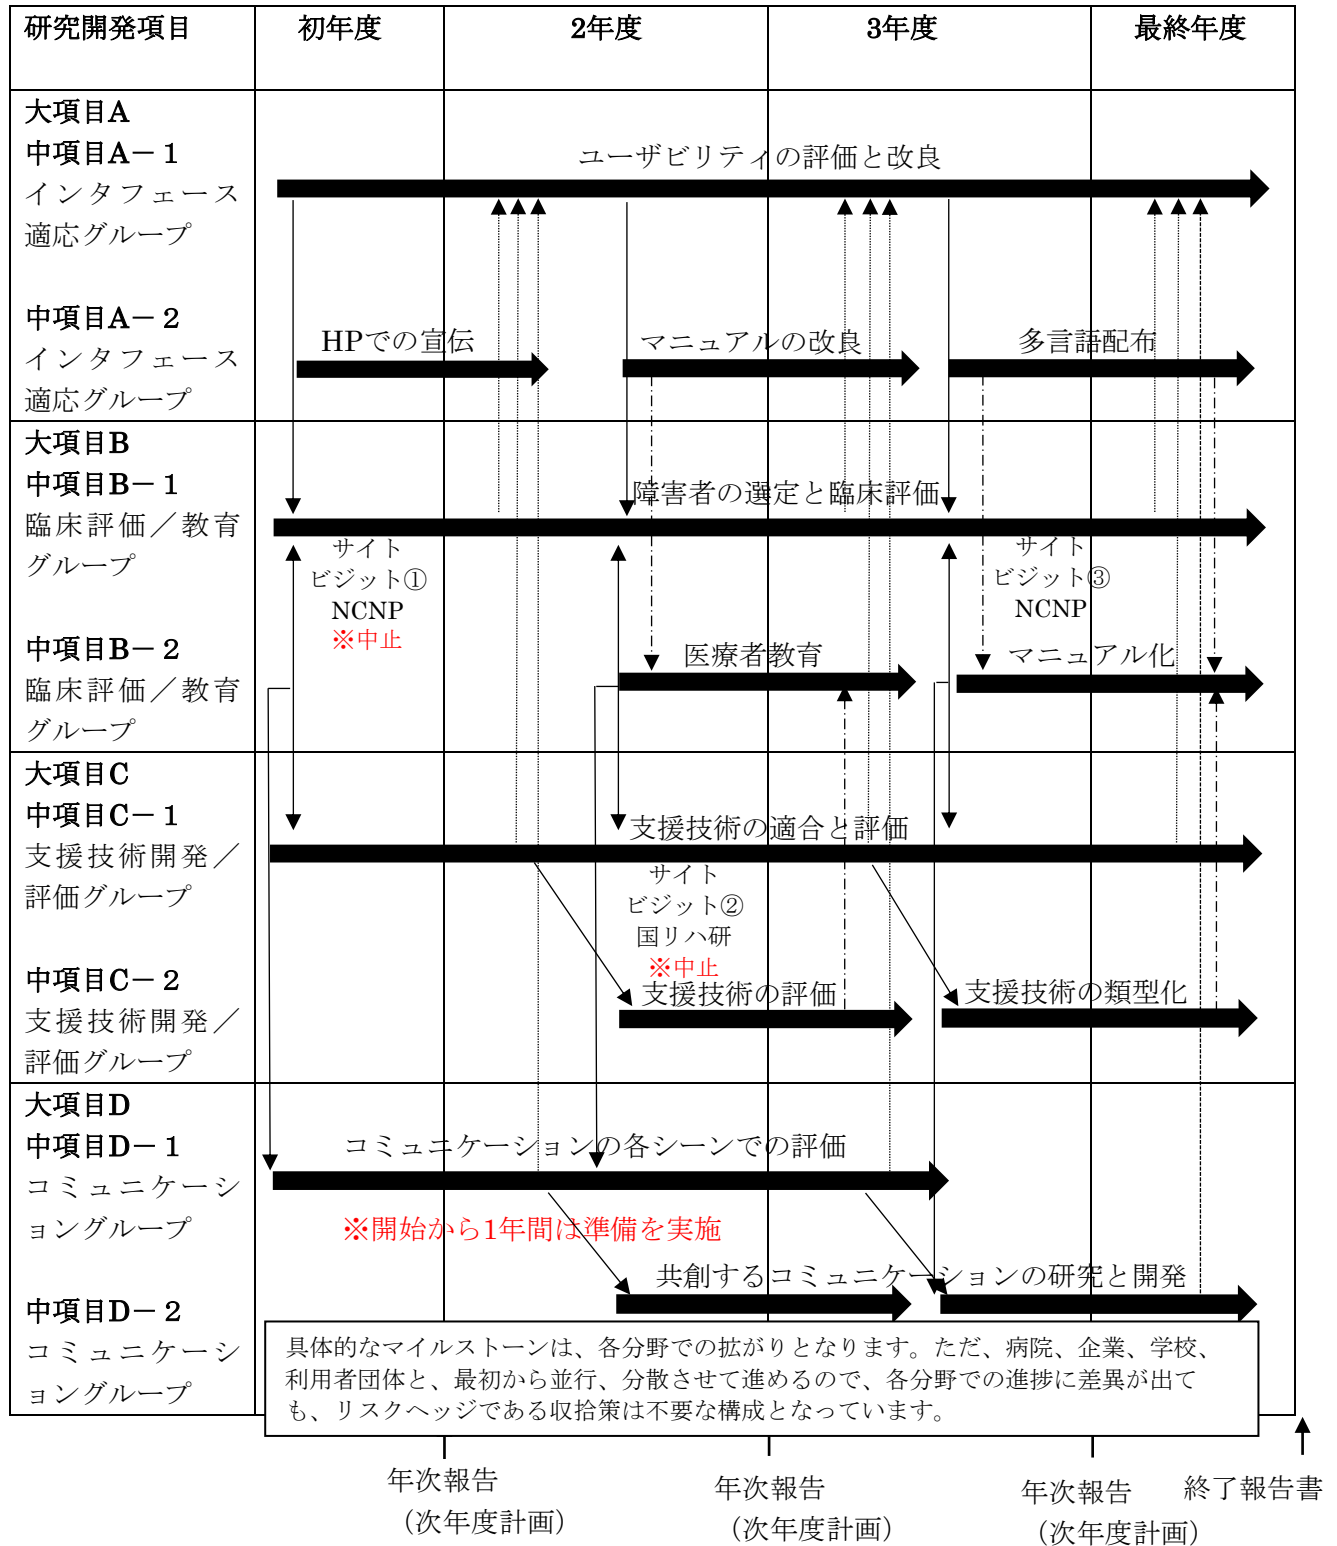 研究開発項目
初年度
2年度
3年度
最終年度
大項目A
中項目A－１
インタフェース
適応グループ
ユーザビリティの評価と改良
中項目A－２
インタフェース
適応グループ
HPでの宣伝
マニュアルの改良
多言語配布
大項目B
中項目B－１
臨床評価／教育
グループ
障害者の選定と臨床評価
サイト
ビジット①
NCNP
※中止
サイト
ビジット③
NCNP
中項目B－２
臨床評価／教育
グループ
医療者教育
マニュアル化
大項目C
中項目C－１
支援技術開発／
評価グループ
支援技術の適合と評価
サイト
ビジット②
国リハ研
※中止
中項目C－２
支援技術開発／
評価グループ
支援技術の評価
支援技術の類型化
大項目D
中項目D－１
コミュニケーシ
ョングループ
コミュニケーションの各シーンでの評価
※開始から1年間は準備を実施
中項目D－２
コミュニケーシ
ョングループ
共創するコミュニケーションの研究と開発
具体的なマイルストーンは、各分野での拡がりとなります。ただ、病院、企業、学校、
利用者団体と、最初から並行、分散させて進めるので、各分野での進捗に差異が出て
も、リスクヘッジである収拾策は不要な構成となっています。
年次報告
（次年度計画）
年次報告
（次年度計画）
年次報告
（次年度計画）
終了報告書